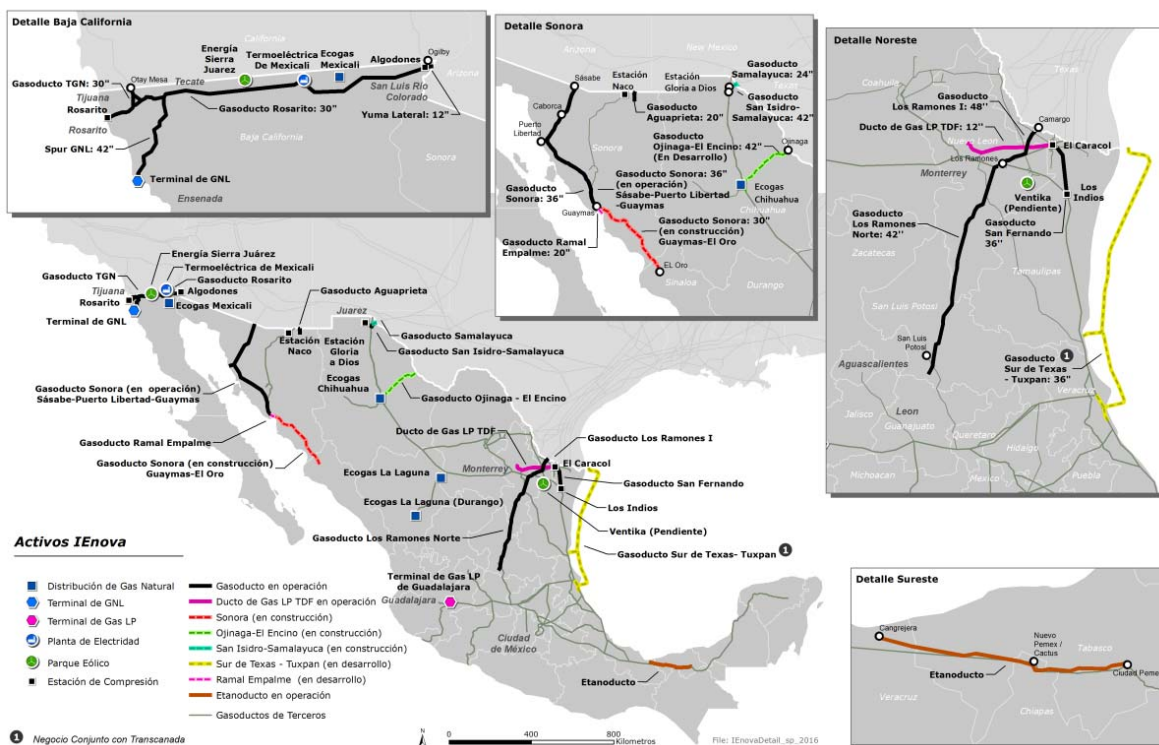 Detalle Baja California
California
Energía
Sierra
Juarez
Termoeléctrica
De Mexicali
Ecogas
Mexicali
Algodones
Ogilby
Arizona
Gasoducto TGN: 30"
Otay Mesa
Tecate
Tijuana
Rosarito
Rosarito
Gasoducto Rosarito: 30"
San Luis Río
Colorado
Yuma Lateral: 12"
Baja California
Spur GNL: 42"
Sonora
Terminal de GNL
Ensenada
Detalle Sonora
Arizona
New Mexico
Texas
Gasoducto
Samalayuca: 24"
Sásabe
Estación
Naco
Estación
Gloria a Dios
Gasoducto
San Isidro-
Samalayuca: 42"
Caborca
Gasoducto
Aguaprieta: 20"
Puerto
Libertad
Sonora
Gasoducto
Ojinaga-El Encino: 42"
(En Desarrollo)
Ojinaga
Gasoducto
Sonora: 36"
Gasoducto Sonora: 36"
(en operación)
Sásabe-Puerto Libertad
-Guaymas
Ecogas
Chihuahua
Chihuahua
Guaymas
Gasoducto Sonora: 30"
(en construcción)
Guaymas-El Oro
Gasoducto Ramal
Empalme: 20"
EL Oro
Sinaloa
Durango
Detalle Noreste
Texas
Coahuila
Gasoducto
Los Ramones I: 48''
Camargo
Ducto de Gas LP TDF: 12"
Nuevo Leon
El Caracol
Los Ramones
Monterrey
Ventika
(Pendiente)
Los
Indios
Gasoducto
Los Ramones
Norte: 42''
Gasoducto
San Fernando
36''
Zacatecas
Tamaulipas
San Luis Potosí
San Luis
Potosí
Aguascalientes
Gasoducto
Sur de Texas
- Tuxpan: 36"
1
Veracruz
Jalisco
Leon
Guanajuato
Queretaro
Hidalgo
Michoacan
Mexico
Puebla
Energía Sierra Juárez
Termoeléctrica de Mexicali
Gasoducto Rosarito
Gasoducto TGN
Tijuana
Algodones
Rosarito
Ecogas Mexicali
Terminal de GNL
Gasoducto Aguaprieta
Juarez
Estación
Naco
Estación
Gloria
a Dios
Gasoducto Samalayuca
Gasoducto San Isidro-Samalayuca
Ecogas
Chihuahua
Gasoducto Ojinaga - El Encino
Gasoducto Sonora (en operación)
Sásabe-Puerto Libertad-Guaymas
Gasoducto Ramal Empalme
Gasoducto Sonora (en construcción)
Guaymas-El Oro
Ducto de Gas LP TDF
Gasoducto Los Ramones I
Ecogas La Laguna
Monterrey
El Caracol
Gasoducto San Fernando
Ecogas La Laguna (Durango)
Los Indios
Ventika (Pendiente)
Gasoducto Los Ramones Norte
Gasoducto Sur de Texas- Tuxpan
1
Terminal de Gas LP
de Guadalajara
Guadalajara
Ciudad
de México
Etanoducto
Activos IEnova
Distribución de Gas Natural
Terminal de GNL
Terminal de Gas LP
Planta de Electridad
Parque Eólico
Estación de Compresión
Gasoducto en operación
Ducto de Gas LP TDF en operación
Sonora (en construcción)
Ojinaga-El Encino (en construcción)
San Isidro-Samalayuca (en construcción)
Sur de Texas - Tuxpan (en desarrollo)
Ramal Empalme (en desarrollo)
Etanoducto en operación
Gasoductos de Terceros
1 Negocio Conjunto con Transcanada
N
0 400 800
Kilometros
File: IEnovaDetail_sp_2016
Detalle Sureste
Cangrejera
Nuevo
Pemex /
Cactus
Tabasco
Ciudad Pemex
Etanoducto
Veracruz
Chiapas